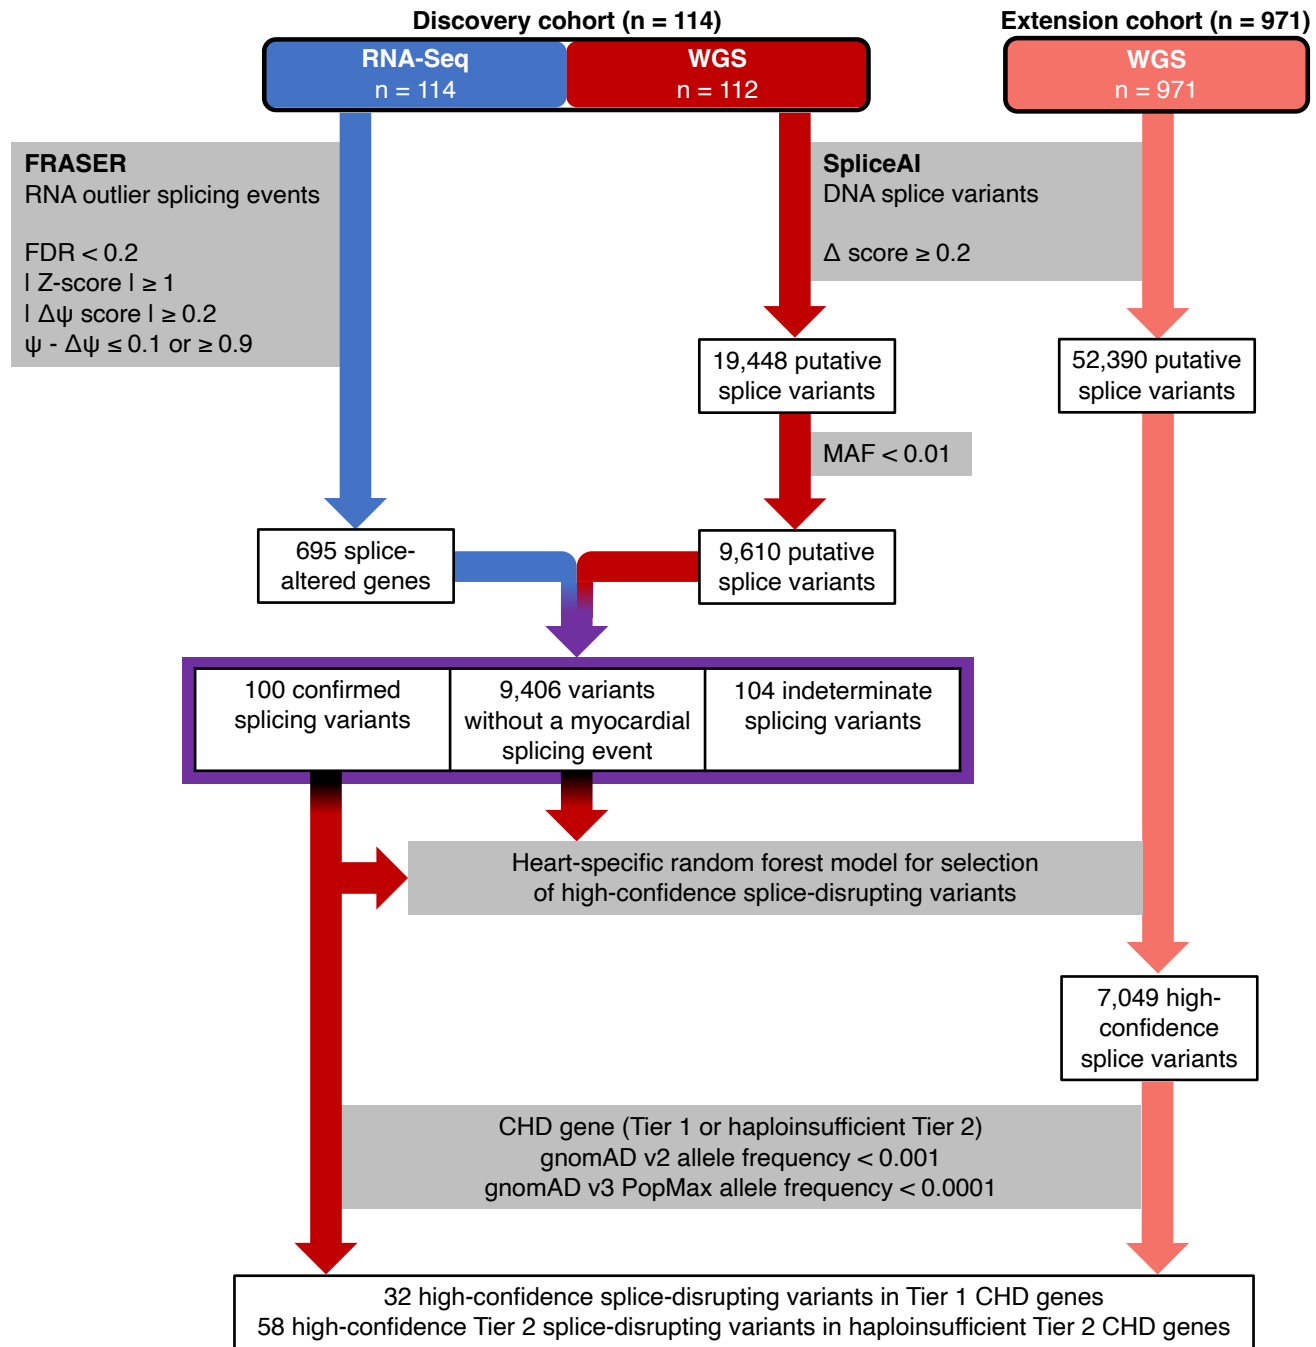 Discovery cohort (n = 114)
Extension cohort (n = 971)
RNA-Seq
n = 114
WGS
n = 112
WGS
n = 971
FRASER
RNA outlier splicing events
FDR < 0.2
| Z-score | ≥ 1
| Δψ score | ≥ 0.2
ψ - Δψ ≤ 0.1 or ≥ 0.9
SpliceAI
DNA splice variants
Δ score ≥ 0.2
19,448 putative
splice variants
52,390 putative
splice variants
MAF < 0.01
695 splice-
altered genes
9,610 putative
splice variants
100 confirmed
splicing variants
9,406 variants
without a myocardial
splicing event
104 indeterminate
splicing variants
Heart-specific random forest model for selection
of high-confidence splice-disrupting variants
7,049 high-
confidence
splice variants
CHD gene (Tier 1 or haploinsufficient Tier 2)
gnomAD v2 allele frequency < 0.001
gnomAD v3 PopMax allele frequency < 0.0001
32 high-confidence splice-disrupting variants in Tier 1 CHD genes
58 high-confidence Tier 2 splice-disrupting variants in haploinsufficient Tier 2 CHD genes